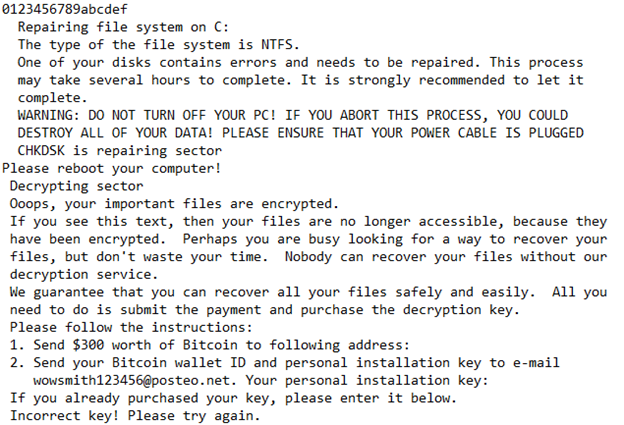 0123456789abcdef
Repairing file system on C:
The type of the file system is NTFS.
One of your disks contains errors and needs to be repaired. This process
may take several hours to complete. It is strongly recommended to let it
complete.
WARNING: DO NOT TURN OFF YOUR PC! IF YOU ABORT THIS PROCESS, YOU COULD
DESTROY ALL OF YOUR DATA! PLEASE ENSURE THAT YOUR POWER CABLE IS PLUGGED
CHKDSK is repairing sector
Please reboot your computer!
Decrypting sector
Ooops, your important files are encrypted.
If you see this text, then your files are no longer accessible, because they
have been encrypted.  Perhaps you are busy looking for a way to recover your
files, but don't waste your time.  Nobody can recover your files without our
decryption service.
We guarantee that you can recover all your files safely and easily.  All you
need to do is submit the payment and purchase the decryption key.
Please follow the instructions:
1. Send $300 worth of Bitcoin to following address:
2. Send your Bitcoin wallet ID and personal installation key to e-mail
wowsmith123456@posteo.net. Your personal installation key:
If you already purchased your key, please enter it below.
Incorrect key! Please try again.